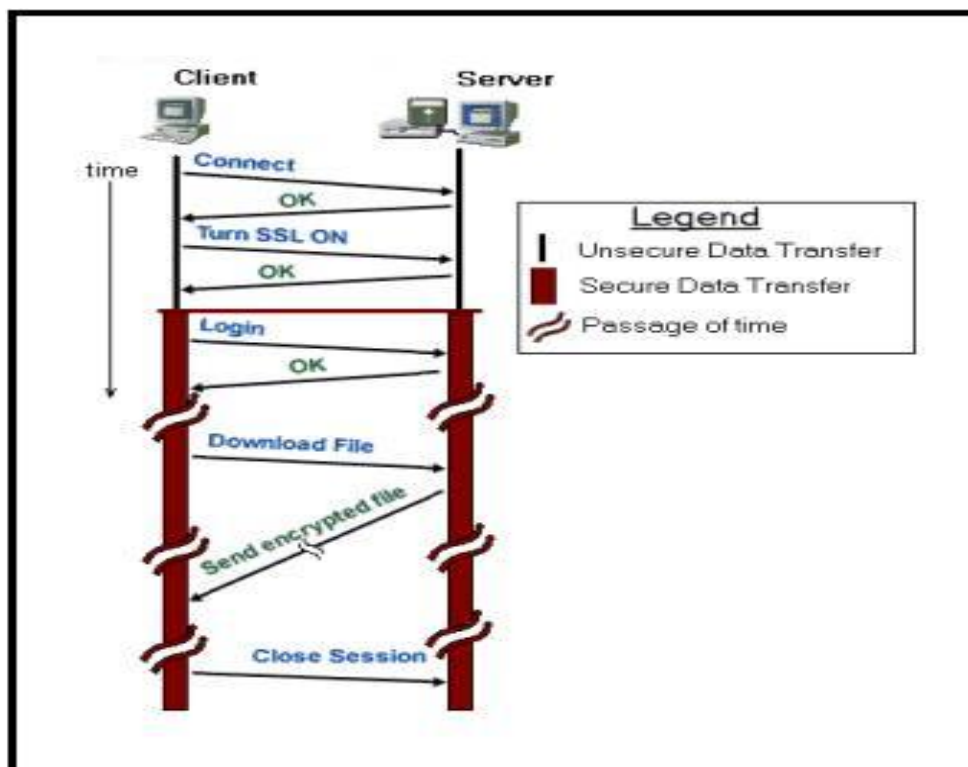 Client
Server
time
Connect
OK
Turn SSL ON
OK
Login
OK
Download File
Send encrypted file
Close Session
Legend
Unsecure Data Transfer
Secure Data Transfer
Passage of time